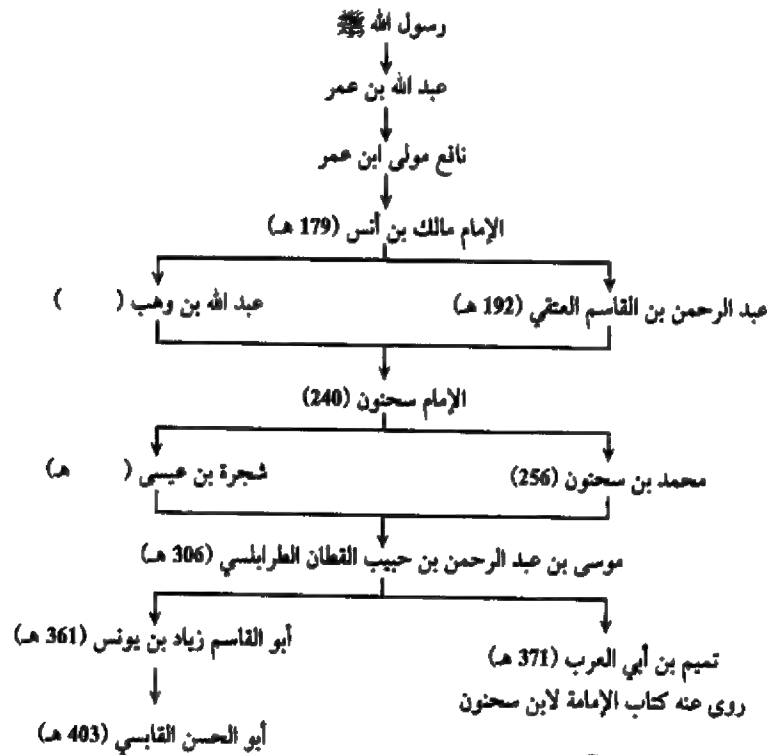 رسول الله ﷺ
عبد الله بن عمر
نافع مولى ابن عمر
الإمام مالك بن أنس (179 هـ)
عبد الرحمن بن القاسم العتقي (192 هـ)
عبد الله بن وهب ( )
الإمام سحنون (240)
محمد بن سحنون (256)
شجرة بن عيسى ( هـ)
موسى بن عبد الرحمن بن حبيب القطان الطرابلسي (306 هـ)
تميم بن أبي العرب (371 هـ)
روي عنه كتاب الإمامة لابن سحنون
أبو القاسم زياد بن يونس (361 هـ)
أبو الحسن القابسي (403 هـ)